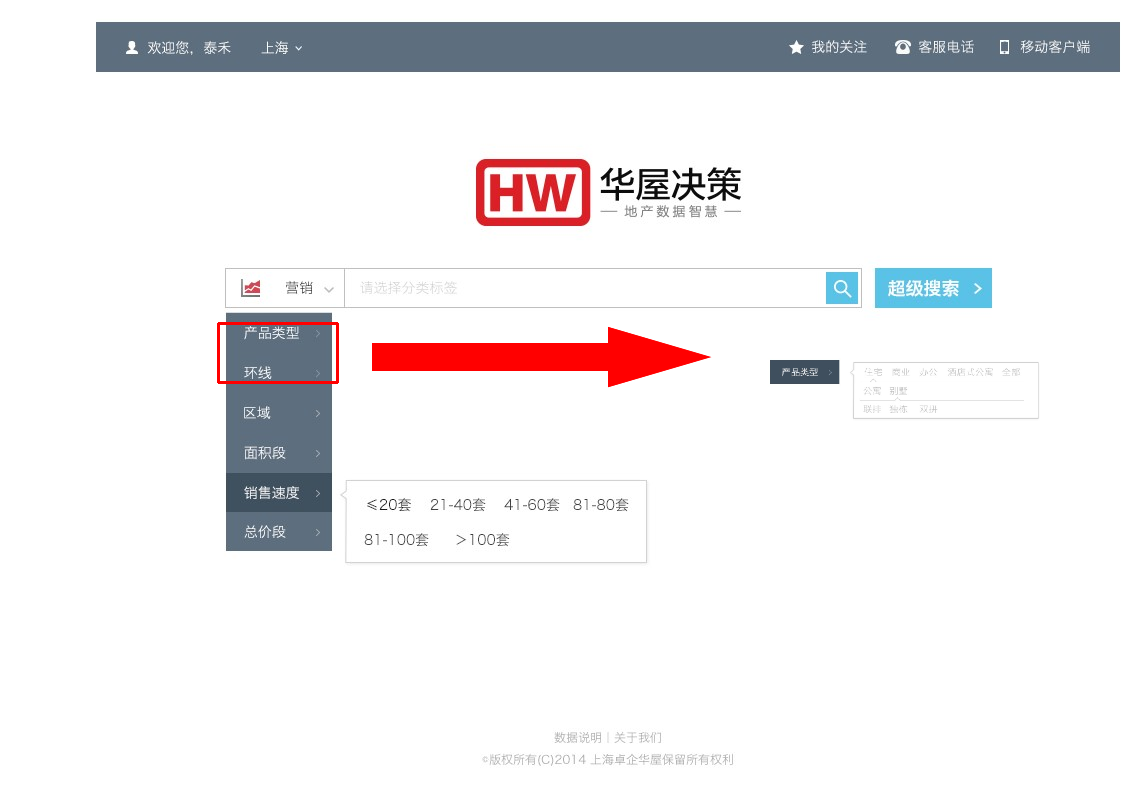 欢迎您，泰禾 上海 我的关注 客服电话 移动客户端
HW 华屋决策
地产数据智慧
营销 请选择分类标签 超级搜索
产品类型
环线
区域
面积段
销售速度
总价段
≤20套 21-40套 41-60套 81-80套
81-100套 ＞100套
产品类型
住宅 商业 办公 酒店式公寓 全部
公寓 别墅
联排 独栋 双拼
数据说明 | 关于我们
©版权所有(C)2014 上海卓企华屋保留所有权利